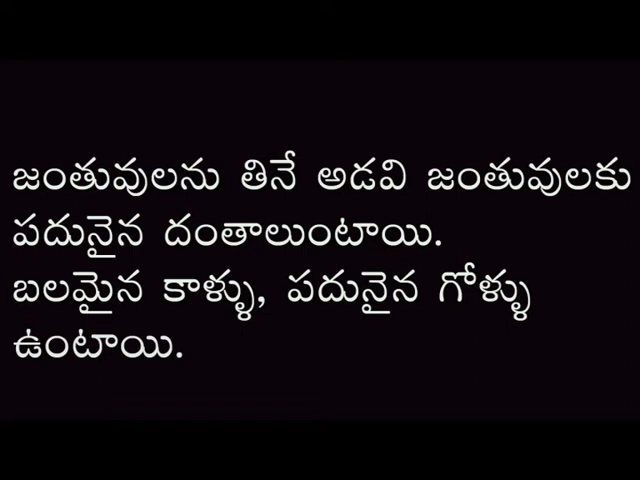 జంతువులను తినే అడవి జంతువులకు
పదునైన దంతాలుంటాయి.
బలమైన కాళ్ళు, పదునైన గోళ్ళు
ఉంటాయి.